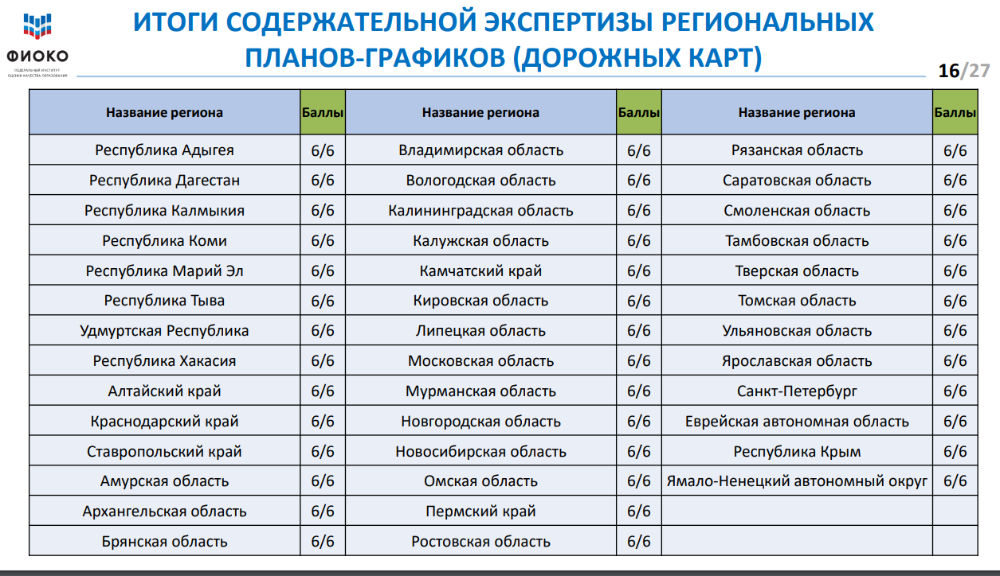 ФИОКО
ФЕДЕРАЛЬНЫЙ ИНСТИТУТ
ОЦЕНКИ КАЧЕСТВА ОБРАЗОВАНИЯ
ИТОГИ СОДЕРЖАТЕЛЬНОЙ ЭКСПЕРТИЗЫ РЕГИОНАЛЬНЫХ
ПЛАНОВ-ГРАФИКОВ (ДОРОЖНЫХ КАРТ)
16/27
Название региона Баллы Название региона Баллы Название региона Баллы
Республика Адыгея 6/6 Владимирская область 6/6 Рязанская область 6/6
Республика Дагестан 6/6 Вологодская область 6/6 Саратовская область 6/6
Республика Калмыкия 6/6 Калининградская область 6/6 Смоленская область 6/6
Республика Коми 6/6 Калужская область 6/6 Тамбовская область 6/6
Республика Марий Эл 6/6 Камчатский край 6/6 Тверская область 6/6
Республика Тыва 6/6 Кировская область 6/6 Томская область 6/6
Удмуртская Республика 6/6 Липецкая область 6/6 Ульяновская область 6/6
Республика Хакасия 6/6 Московская область 6/6 Ярославская область 6/6
Алтайский край 6/6 Мурманская область 6/6 Санкт-Петербург 6/6
Краснодарский край 6/6 Новгородская область 6/6 Еврейская автономная область 6/6
Ставропольский край 6/6 Новосибирская область 6/6 Республика Крым 6/6
Амурская область 6/6 Омская область 6/6 Ямало-Ненецкий автономный округ 6/6
Архангельская область 6/6 Пермский край 6/6
Брянская область 6/6 Ростовская область 6/6